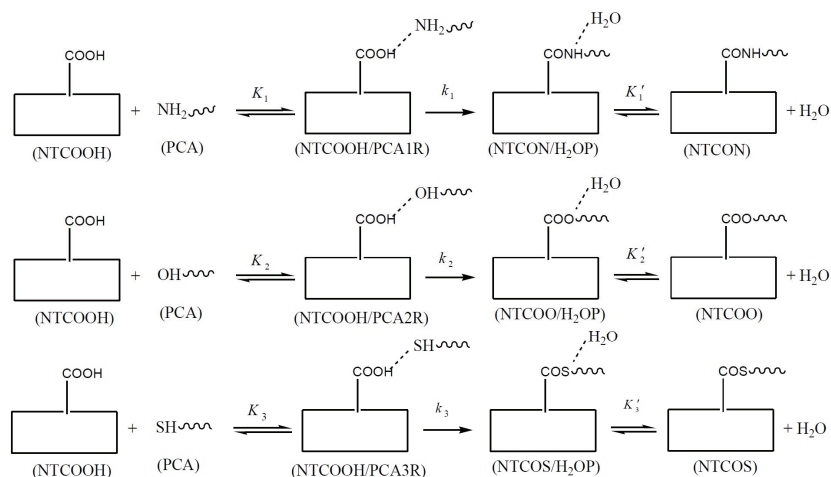 NH₂
H₂O
COOH
COOH
CONH
CONH
+ NH₂ K₁ k₁ K₁′ + H₂O
(NTCOOH) (PCA) (NTCOOH/PCA1R) (NTCON/H₂OP) (NTCON)
OH
H₂O
COOH
COOH
COO
COO
+ OH K₂ k₂ K₂′ + H₂O
(NTCOOH) (PCA) (NTCOOH/PCA2R) (NTCOO/H₂OP) (NTCOO)
SH
H₂O
COOH
COOH
COS
COS
+ SH K₃ k₃ K₃′ + H₂O
(NTCOOH) (PCA) (NTCOOH/PCA3R) (NTCOS/H₂OP) (NTCOS)